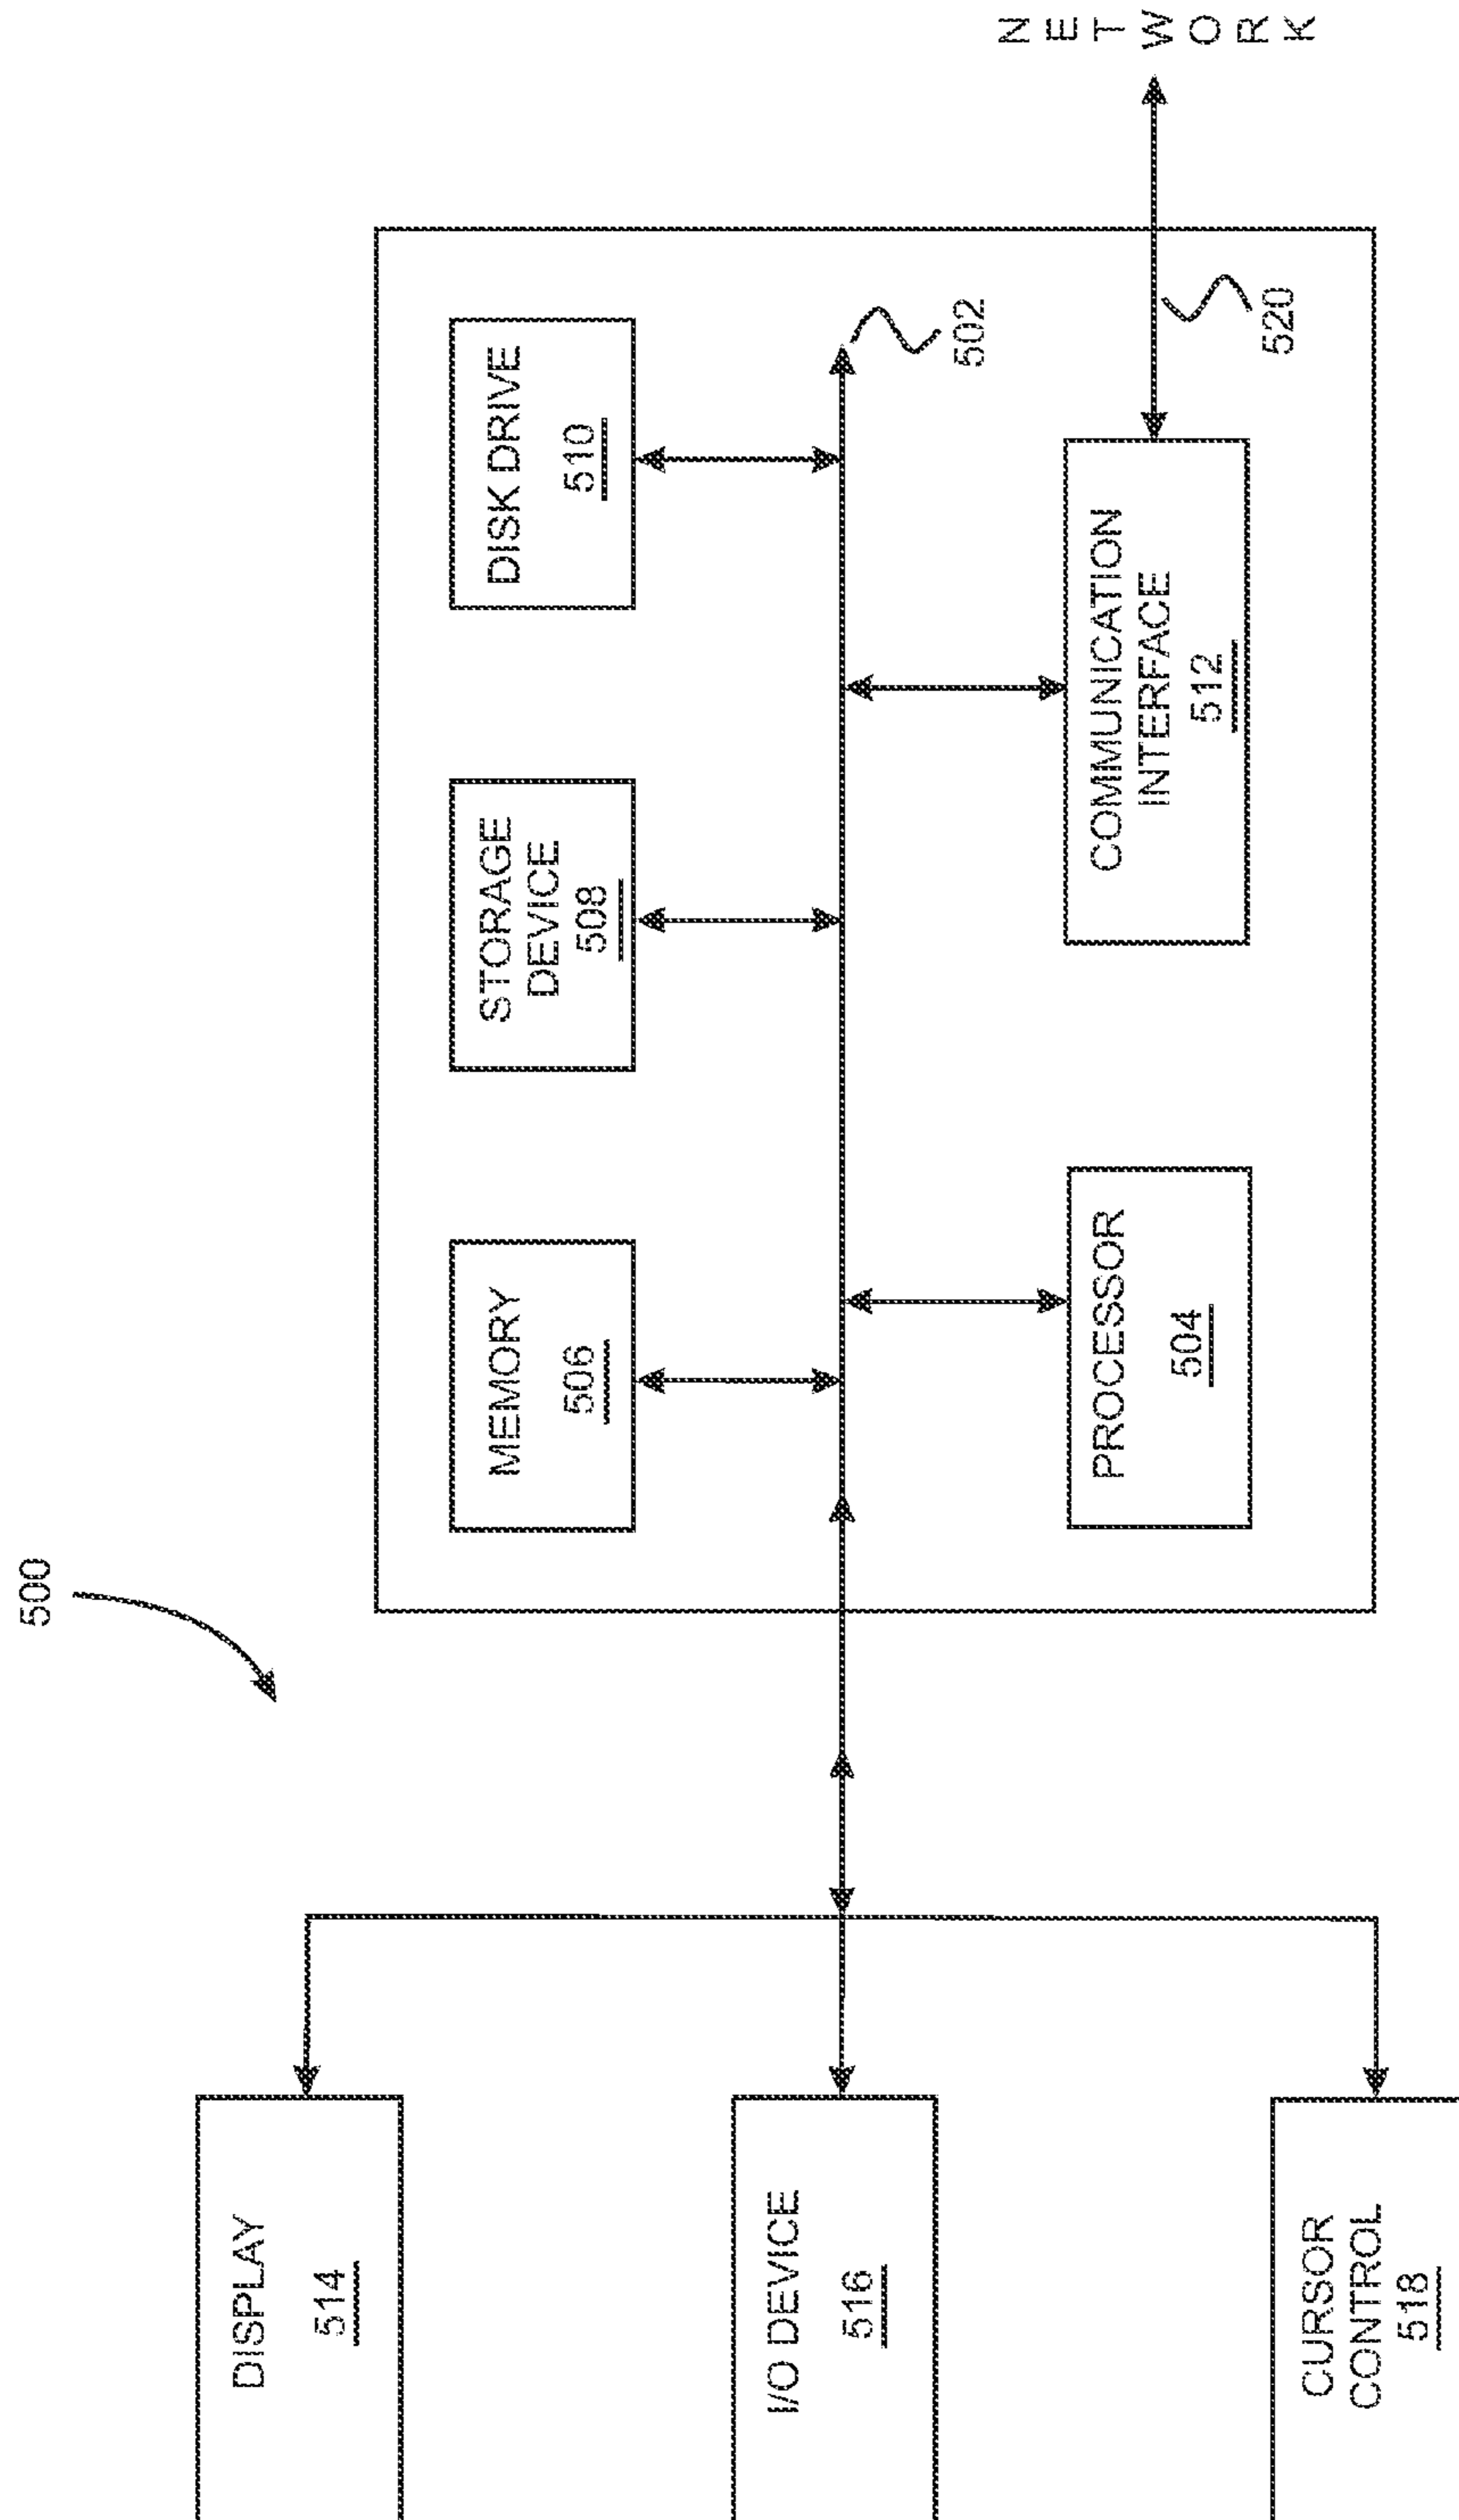 500
DISPLAY
514
I/O DEVICE
516
CURSOR
CONTROL
518
MEMORY
506
STORAGE
DEVICE
508
DISK DRIVE
510
502
PROCESSOR
504
COMMUNICATION
INTERFACE
512
520
NETWORK